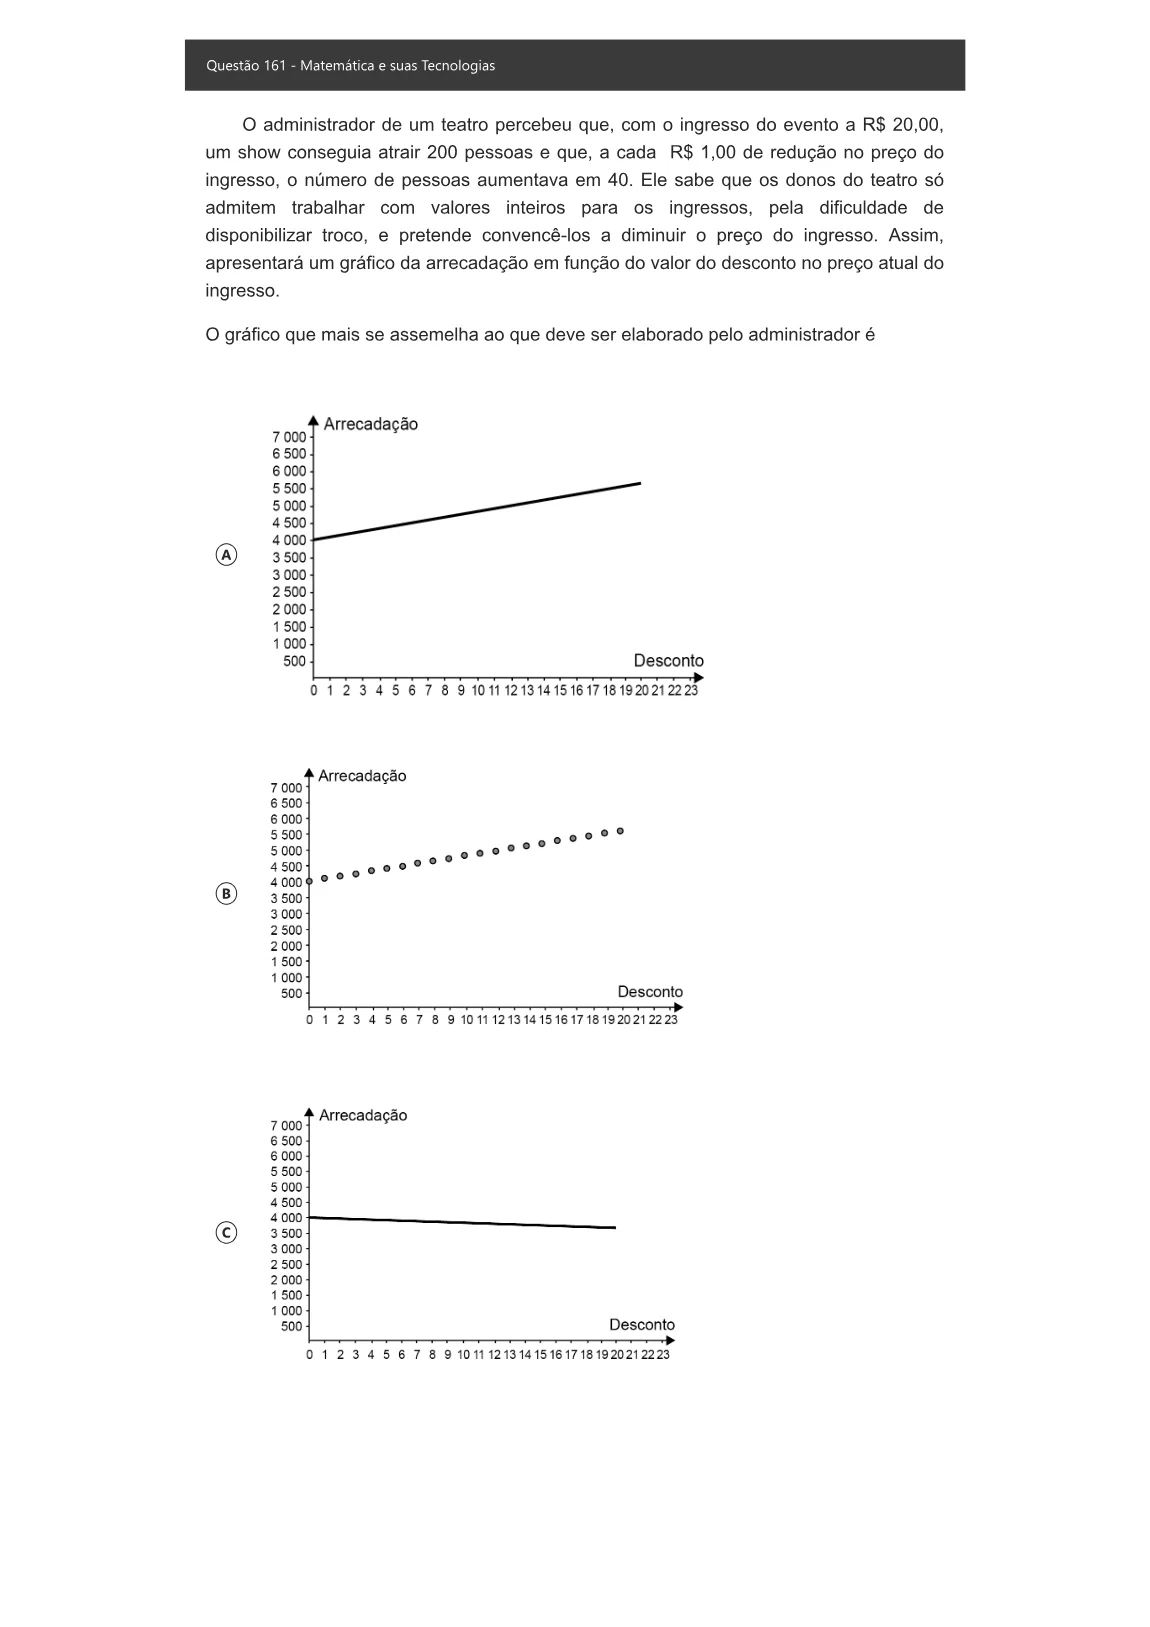 Questão 161 - Matemática e suas Tecnologias
O administrador de um teatro percebeu que, com o ingresso do evento a R$ 20,00,
um show conseguia atrair 200 pessoas e que, a cada R$ 1,00 de redução no preço do
ingresso, o número de pessoas aumentava em 40. Ele sabe que os donos do teatro só
admitem trabalhar com valores inteiros para os ingressos, pela dificuldade de
disponibilizar troco, e pretende convencê-los a diminuir o preço do ingresso. Assim,
apresentará um gráfico da arrecadação em função do valor do desconto no preço atual do
ingresso.
O gráfico que mais se assemelha ao que deve ser elaborado pelo administrador é
Arrecadação
7 000
6 500
6 000
5 500
5 000
4 500
4 000
A
3 500
3 000
2 500
2 000
1 500
1 000
500
Desconto
0 1 2 3 4 5 6 7 8 9 10 11 12 13 14 15 16 17 18 19 20 21 22 23
Arrecadação
7 000
6 500
6 000
5 500
5 000
4 500
4 000
B
3 500
3 000
2 500
2 000
1 500
1 000
500
Desconto
0 1 2 3 4 5 6 7 8 9 10 11 12 13 14 15 16 17 18 19 20 21 22 23
Arrecadação
7 000
6 500
6 000
5 500
5 000
4 500
4 000
C
3 500
3 000
2 500
2 000
1 500
1 000
500
Desconto
0 1 2 3 4 5 6 7 8 9 10 11 12 13 14 15 16 17 18 19 20 21 22 23